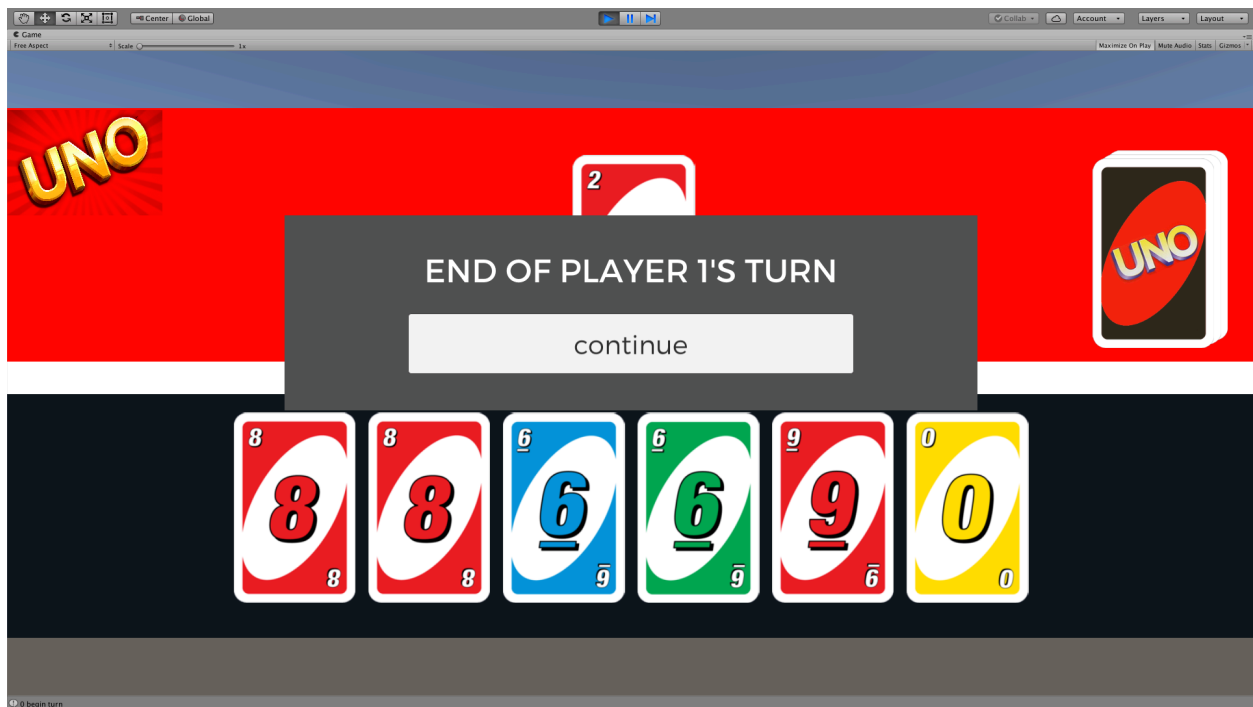 Center Global
Collab
Account
Layers
Layout
Game
Free Aspect
Scale 1x
Maximize On Play Mute Audio Stats Gizmos
UNO
2
UNO
END OF PLAYER 1'S TURN
continue
8 8 6 6 9 0
8 8 6 6 9 0
8 8 6 6 9 0
0 begin turn